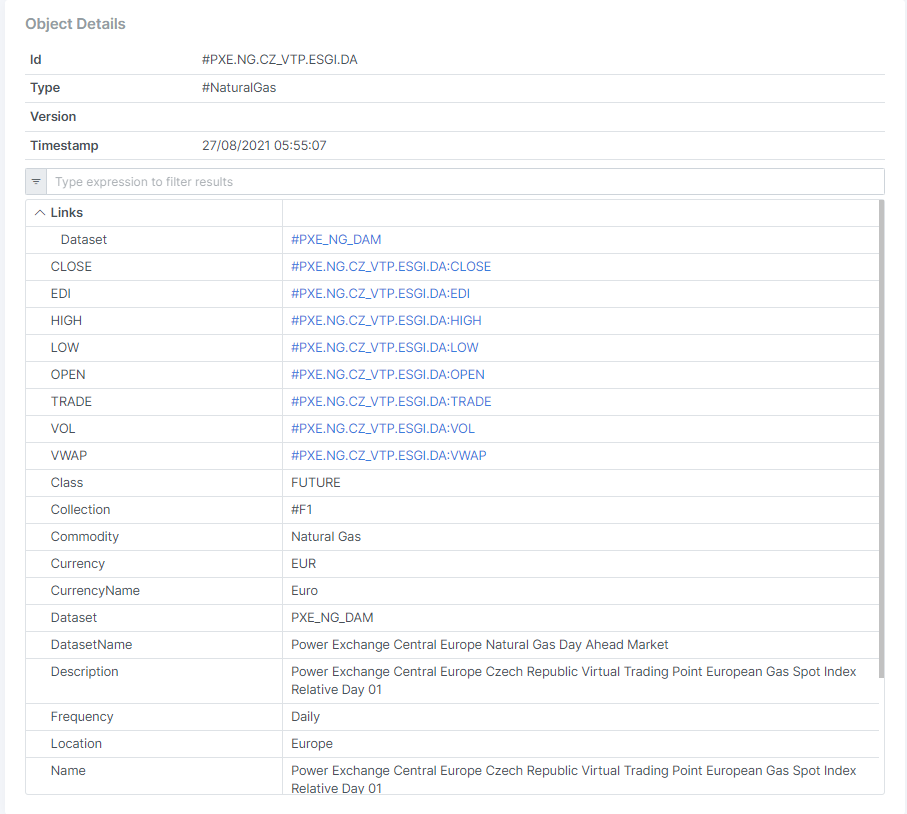 Object Details
Id #PXE.NG.CZ_VTP.ESGI.DA
Type #NaturalGas
Version
Timestamp 27/08/2021 05:55:07
Type expression to filter results
Links
Dataset #PXE_NG_DAM
CLOSE #PXE.NG.CZ_VTP.ESGI.DA:CLOSE
EDI #PXE.NG.CZ_VTP.ESGI.DA:EDI
HIGH #PXE.NG.CZ_VTP.ESGI.DA:HIGH
LOW #PXE.NG.CZ_VTP.ESGI.DA:LOW
OPEN #PXE.NG.CZ_VTP.ESGI.DA:OPEN
TRADE #PXE.NG.CZ_VTP.ESGI.DA:TRADE
VOL #PXE.NG.CZ_VTP.ESGI.DA:VOL
VWAP #PXE.NG.CZ_VTP.ESGI.DA:VWAP
Class FUTURE
Collection #F1
Commodity Natural Gas
Currency EUR
CurrencyName Euro
Dataset PXE_NG_DAM
DatasetName Power Exchange Central Europe Natural Gas Day Ahead Market
Description Power Exchange Central Europe Czech Republic Virtual Trading Point European Gas Spot Index
Relative Day 01
Frequency Daily
Location Europe
Name Power Exchange Central Europe Czech Republic Virtual Trading Point European Gas Spot Index
Relative Day 01